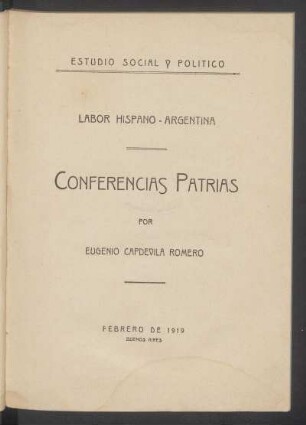 ESTUDIO SOCIAL Y POLITICO
LABOR HISPANO - ARGENTINA
CONFERENCIAS PATRIAS
POR
EUGENIO CAPDEVILA ROMERO
FEBRERO DE 1919
BUENOS AIRES